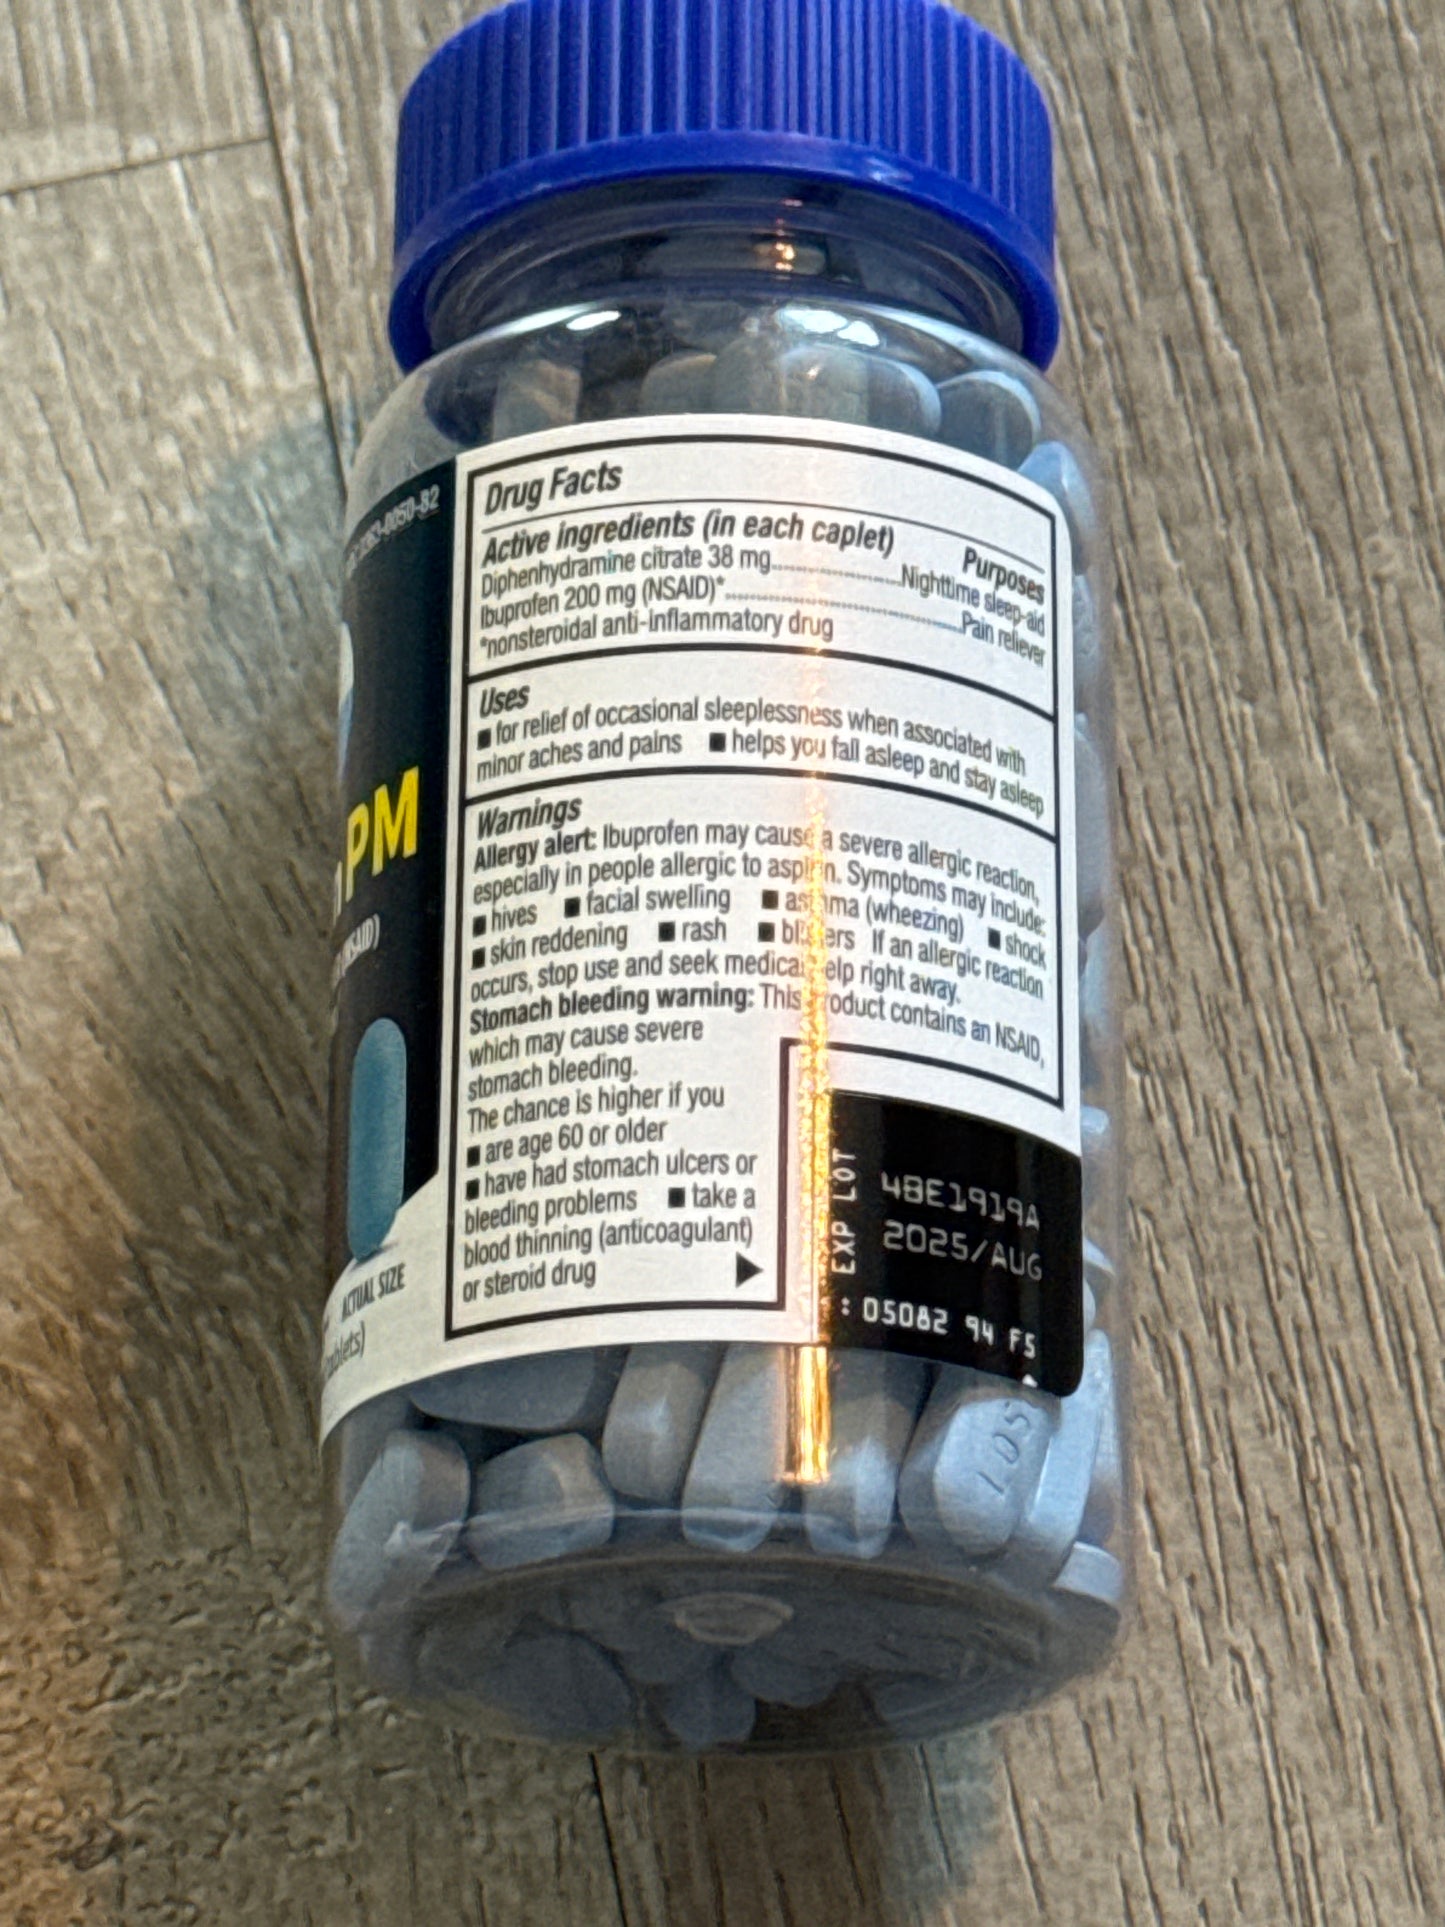 0050-82
PM
(NSAID)
ACTUAL SIZE
Drug Facts
Active ingredients (in each caplet) Purposes
Diphenhydramine citrate 38 mg Nighttime sleep-aid
Ibuprofen 200 mg (NSAID)* Pain reliever
*nonsteroidal anti-inflammatory drug
Uses
■ for relief of occasional sleeplessness when associated with
minor aches and pains ■ helps you fall asleep and stay asleep
Warnings
Allergy alert: Ibuprofen may cause a severe allergic reaction,
especially in people allergic to aspirin. Symptoms may include:
■ hives ■ facial swelling ■ asthma (wheezing) ■ shock
■ skin reddening ■ rash ■ blisters If an allergic reaction
occurs, stop use and seek medical help right away.
Stomach bleeding warning: This product contains an NSAID,
which may cause severe
stomach bleeding.
The chance is higher if you
■ are age 60 or older
■ have had stomach ulcers or
bleeding problems ■ take a
blood thinning (anticoagulant)
or steroid drug
LOT 48E1919A
EXP 2025/AUG
: 05082 94 F5